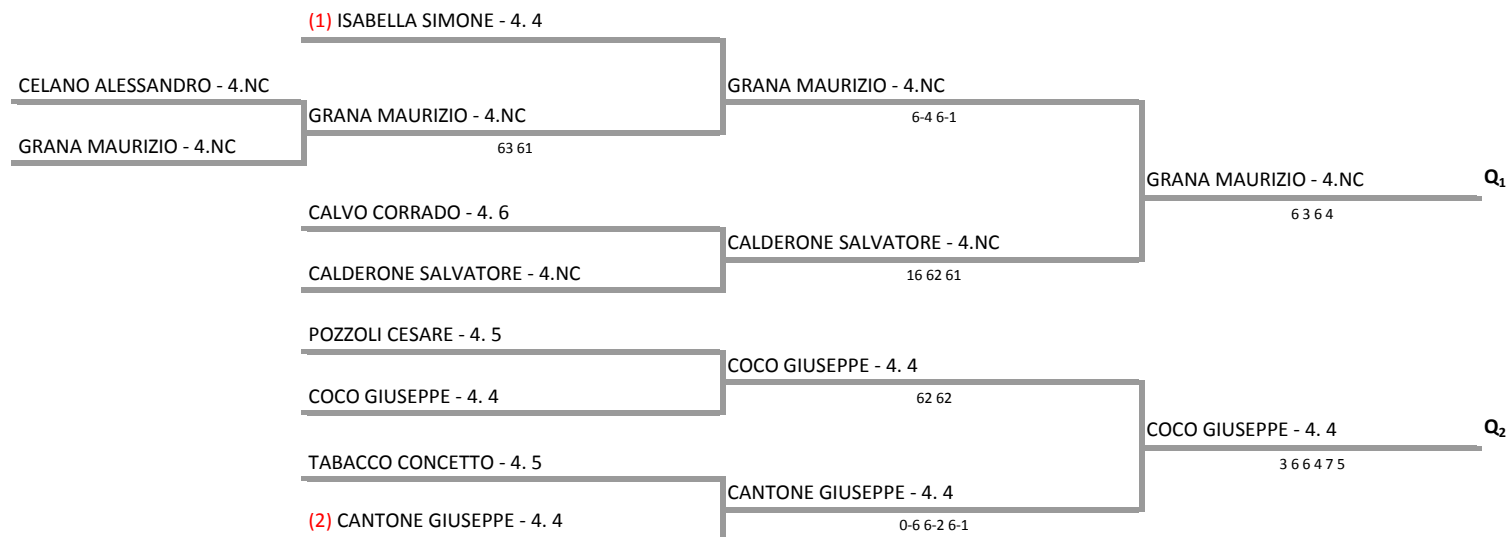 (1) ISABELLA SIMONE - 4. 4
CELANO ALESSANDRO - 4.NC
GRANA MAURIZIO - 4.NC
6-4 6-1
GRANA MAURIZIO - 4.NC
63 61
GRANA MAURIZIO - 4.NC
GRANA MAURIZIO - 4.NC
Q₁
6 3 6 4
CALVO CORRADO - 4. 6
CALDERONE SALVATORE - 4.NC
16 62 61
CALDERONE SALVATORE - 4.NC
POZZOLI CESARE - 4. 5
COCO GIUSEPPE - 4. 4
62 62
COCO GIUSEPPE - 4. 4
COCO GIUSEPPE - 4. 4
Q₂
3 6 6 4 7 5
TABACCO CONCETTO - 4. 5
CANTONE GIUSEPPE - 4. 4
0-6 6-2 6-1
(2) CANTONE GIUSEPPE - 4. 4